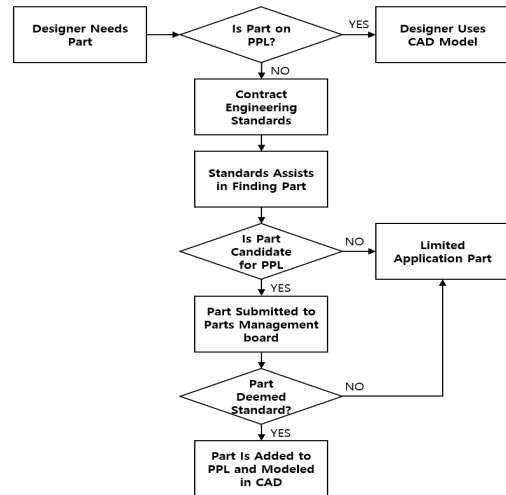 Designer Needs
Part
Is Part on
PPL?
YES
Designer Uses
CAD Model
NO
Contract
Engineering
Standards
Standards Assists
in Finding Part
Is Part
Candidate
for PPL
NO
Limited
Application Part
YES
Part Submitted to
Parts Management
board
Part
Deemed
Standard?
NO
YES
Part Is Added to
PPL and Modeled
in CAD